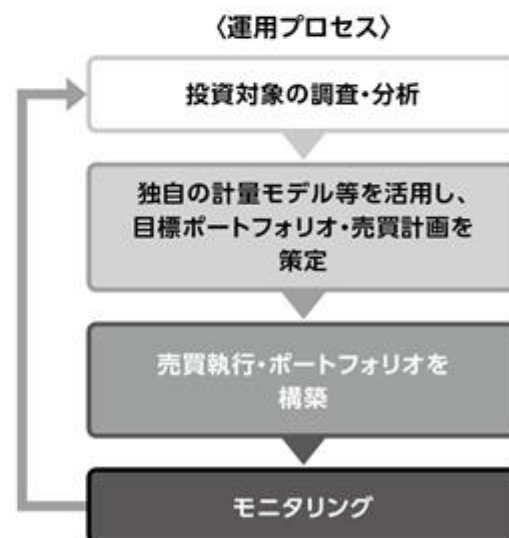 〈運用プロセス〉
投資対象の調査・分析
独自の計量モデル等を活用し、
目標ポートフォリオ・売買計画を
策定
売買執行・ポートフォリオを
構築
モニタリング